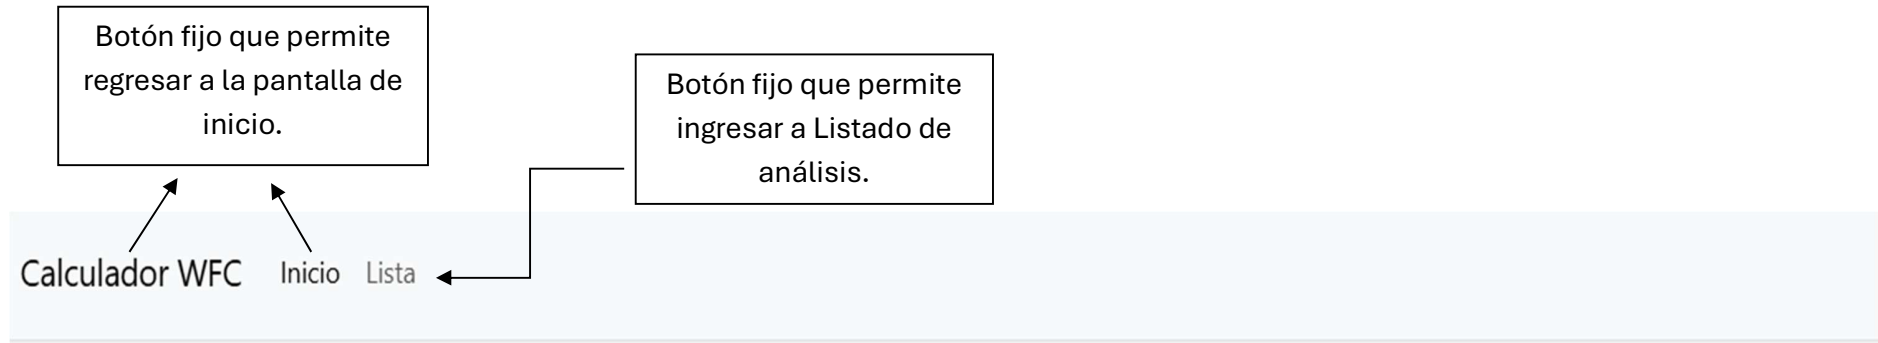 Botón fijo que permite
regresar a la pantalla de
inicio.
Botón fijo que permite
ingresar a Listado de
análisis.
Calculador WFC Inicio Lista